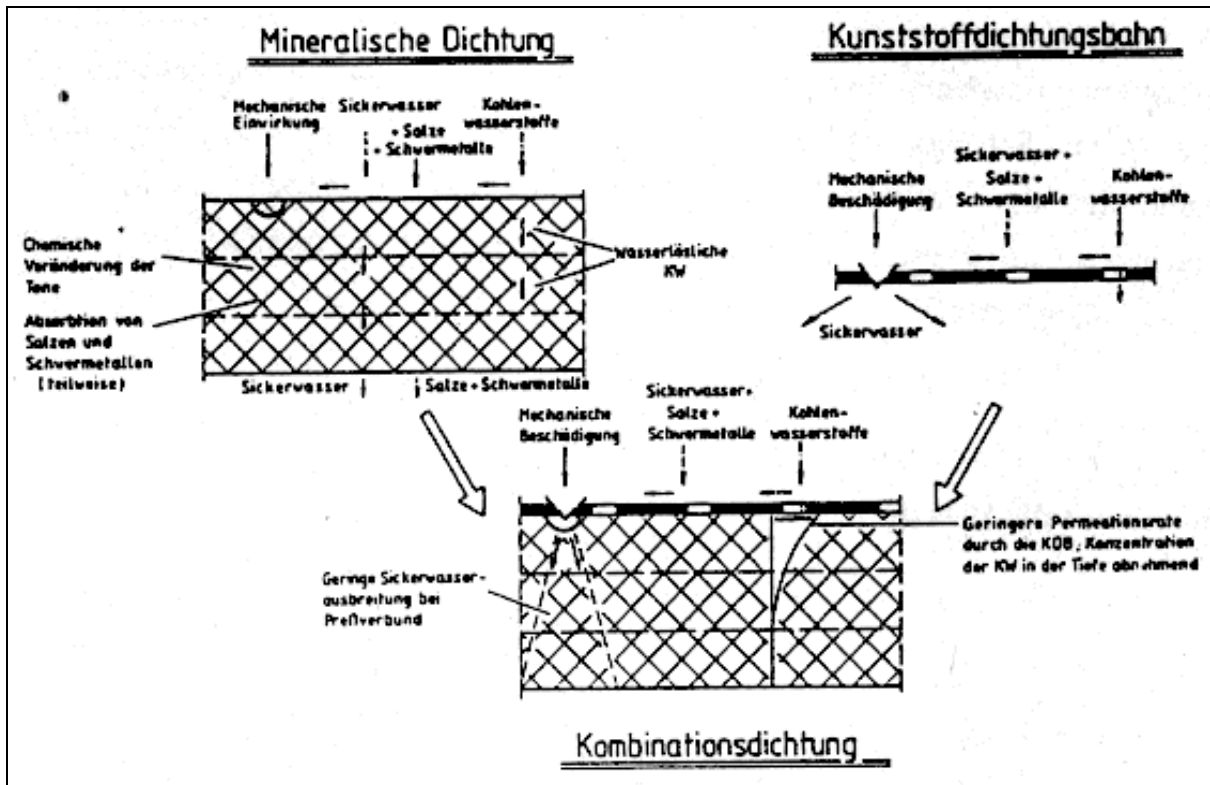 Mineralische Dichtung
Mechanische
Einwirkung
Sickerwasser
+ Salze
+ Schwermetalle
Kohlen-
wasserstoffe
Chemische
Veränderung der
Tone
Absorbtion von
Salzen und
Schwermetallen
(teilweise)
wasserlösliche
KW
Sickerwasser
Salze + Schwermetalle
Kunststoffdichtungsbahn
Mechanische
Beschädigung
Sickerwasser +
Salze +
Schwermetalle
Kohlen-
wasserstoffe
Sickerwasser
Mechanische
Beschädigung
Sickerwasser +
Salze +
Schwermetalle
Kohlen-
wasserstoffe
Geringe Sickerwasser-
ausbreitung bei
Preßverbund
Geringere Permeationsrate
durch die KDB, Konzentration
der KW in der Tiefe abnehmend
Kombinationsdichtung